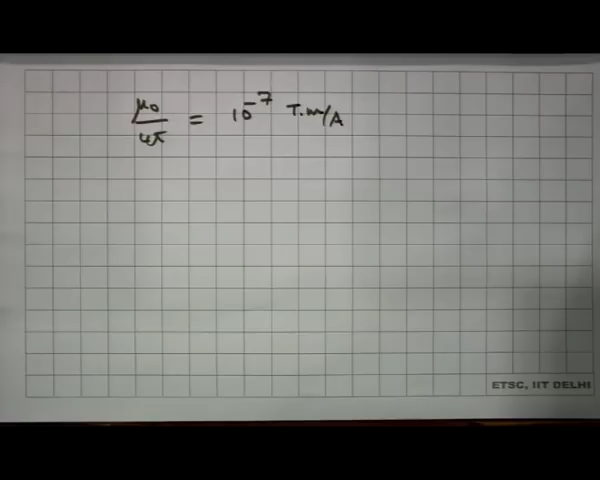 μ₀/4π = 10⁻⁷ T.m/A
ETSC, IIT DELHI